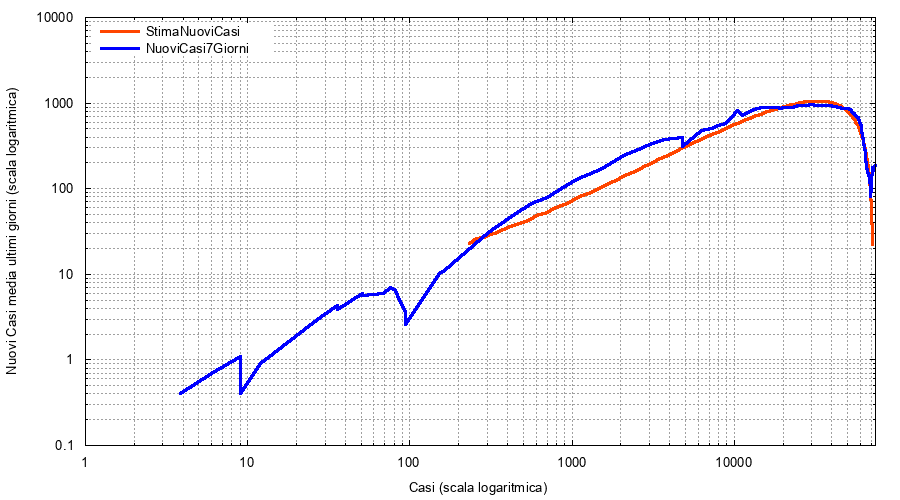 10000
1000
100
10
1
0.1
StimaNuoviCasi
NuoviCasi7Giorni
Nuovi Casi media ultimi giorni (scala logaritmica)
1 10 100 1000 10000
Casi (scala logaritmica)